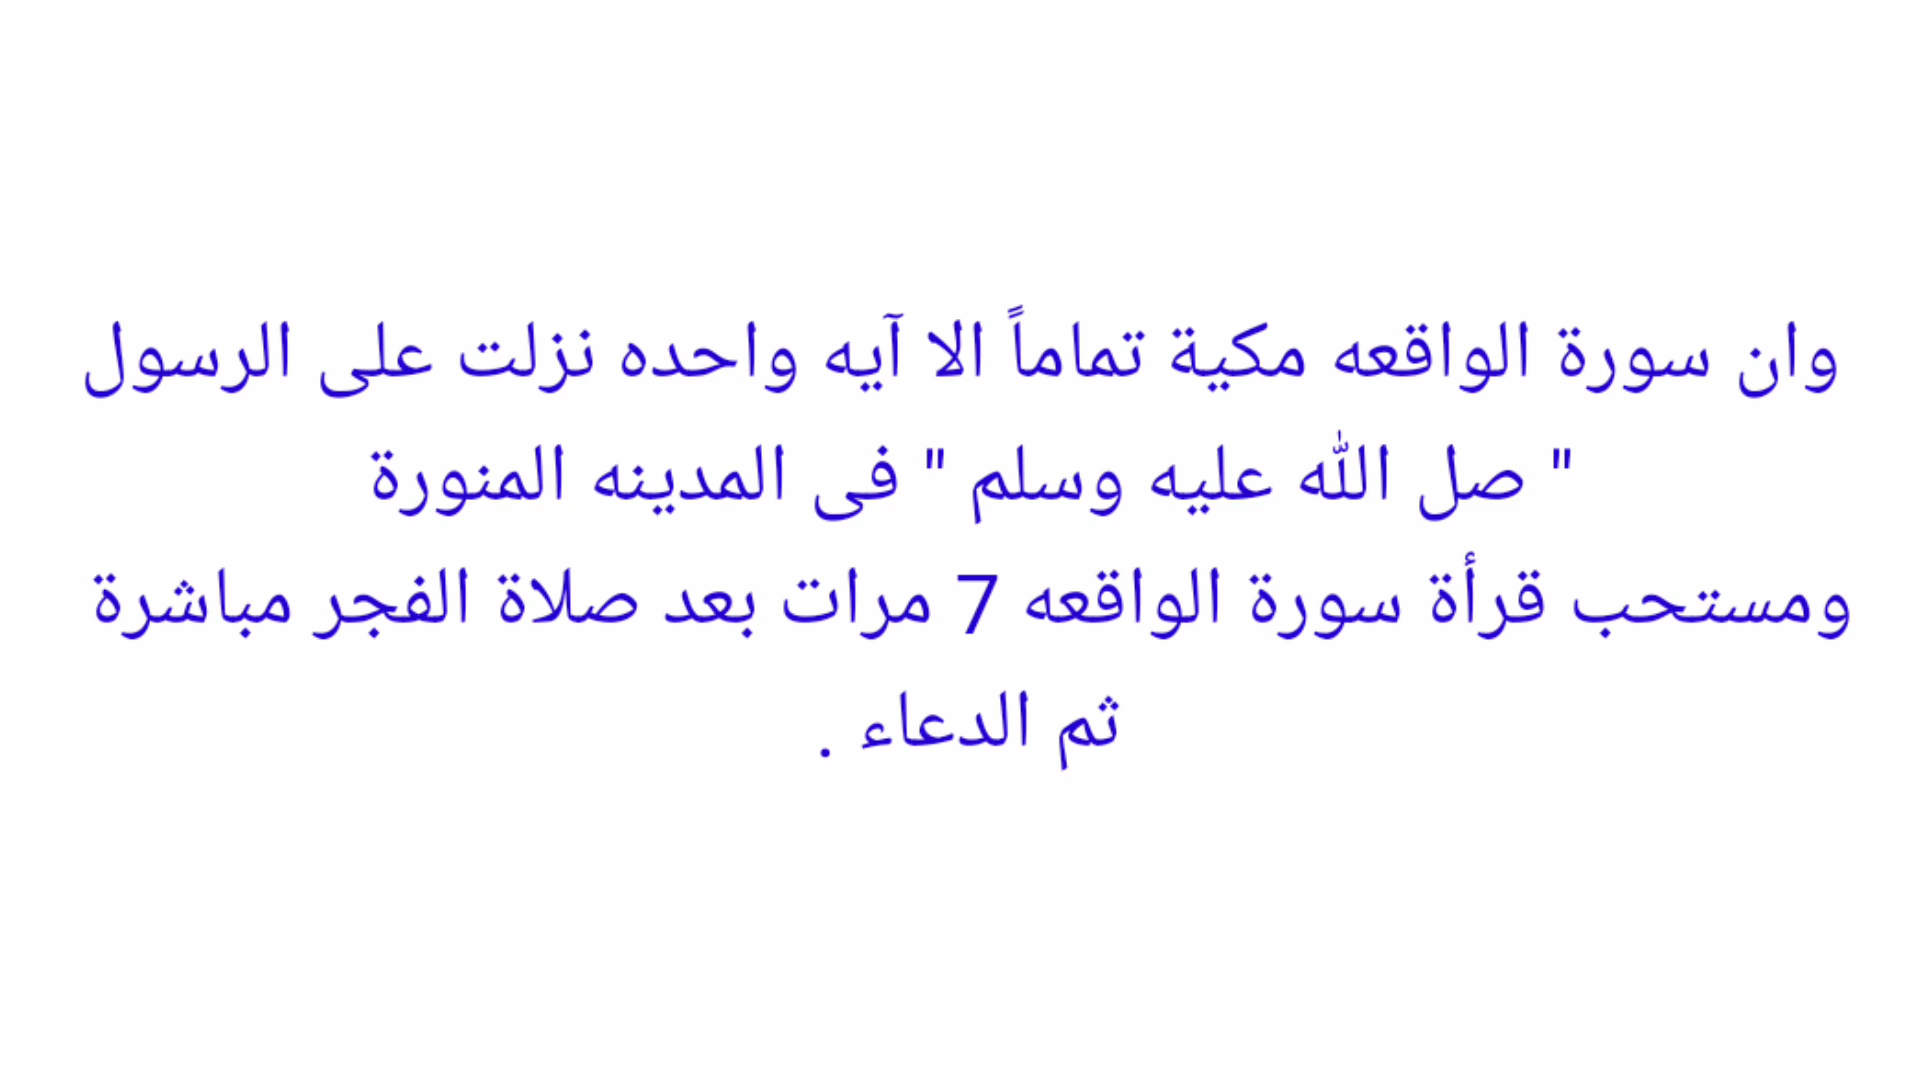 وان سورة الواقعه مكية تماماً الا آيه واحده نزلت على الرسول
" صل الله عليه وسلم " فى المدينه المنورة
ومستحب قرأة سورة الواقعه 7 مرات بعد صلاة الفجر مباشرة
ثم الدعاء .